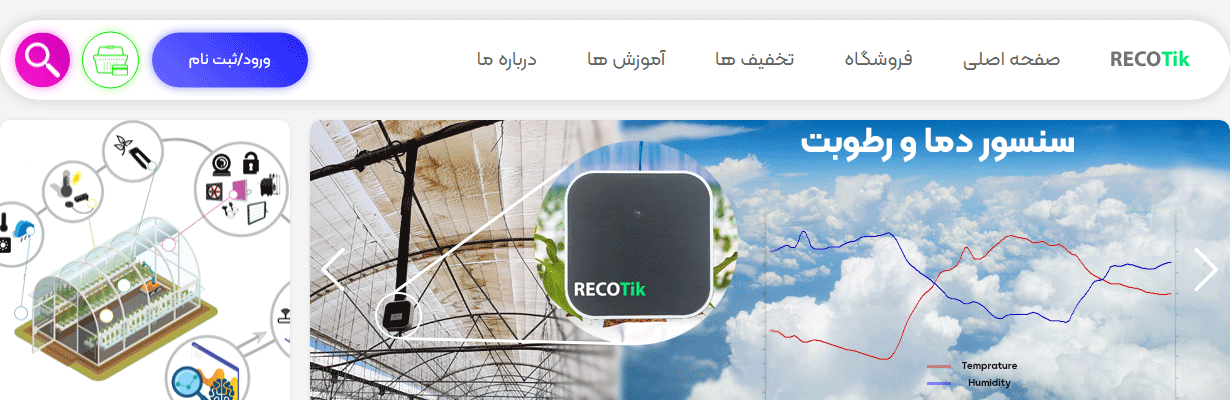 RECOTik
صفحه اصلی
فروشگاه
تخفیف ها
آموزش ها
درباره ما
ورود/ثبت نام
سنسور دما و رطوبت
RECOTik
Temprature
Humidity